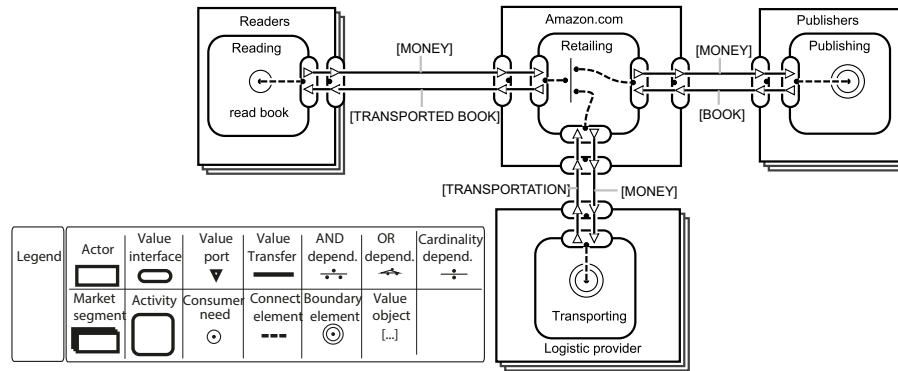 Readers
Amazon.com
Publishers
Reading
Retailing
Publishing
[MONEY]
[MONEY]
read book
[TRANSPORTED BOOK]
[BOOK]
[TRANSPORTATION]
[MONEY]
Transporting
Logistic provider
Legend
Actor
Value
interface
Value
port
Value
Transfer
AND
depend.
OR
depend.
Cardinality
depend.
Market
segment
Activity
Consumer
need
Connect
element
Boundary
element
Value
object
[...]